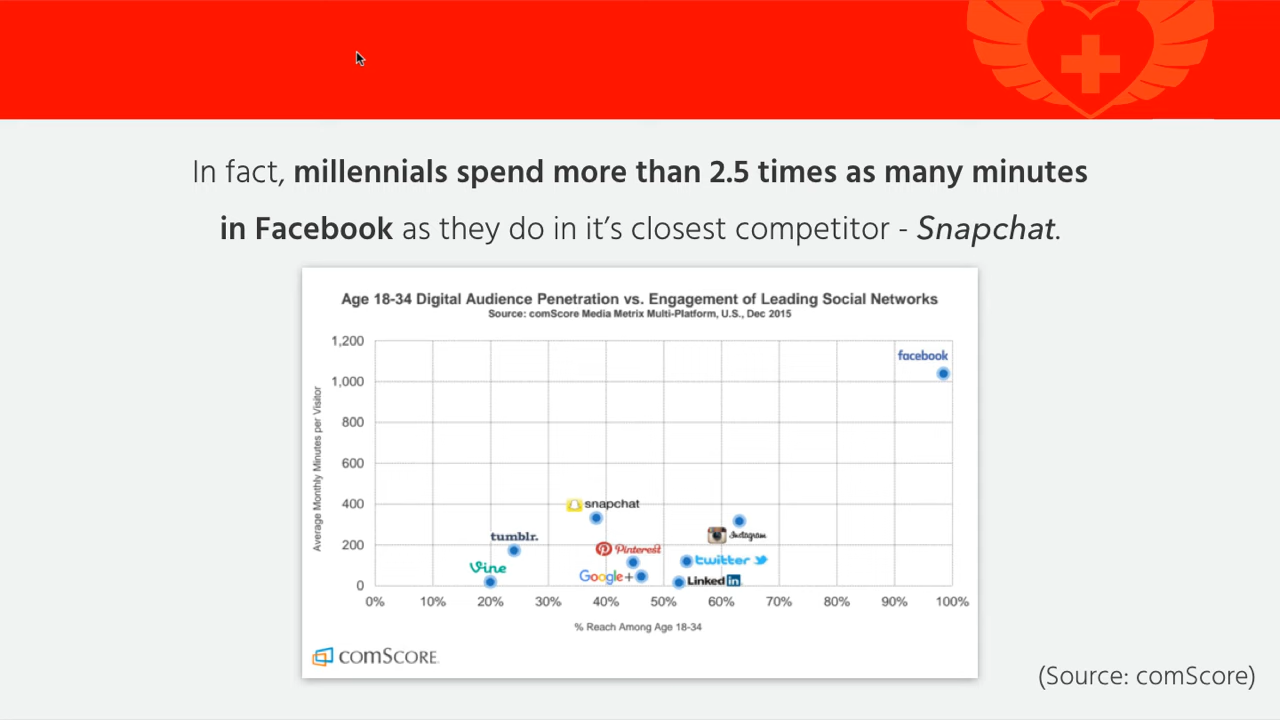 In fact, millennials spend more than 2.5 times as many minutes
in Facebook as they do in it’s closest competitor - Snapchat.
Age 18-34 Digital Audience Penetration vs. Engagement of Leading Social Networks
Source: comScore Media Metrix Multi-Platform, U.S., Dec 2015
Average Monthly Minutes per Visitor
1,200
1,000
800
600
400
200
0
facebook
snapchat
Instagram
tumblr.
Pinterest
twitter
Vine
Google+
Linked in
0% 10% 20% 30% 40% 50% 60% 70% 80% 90% 100%
% Reach Among Age 18-34
comSCORE
(Source: comScore)